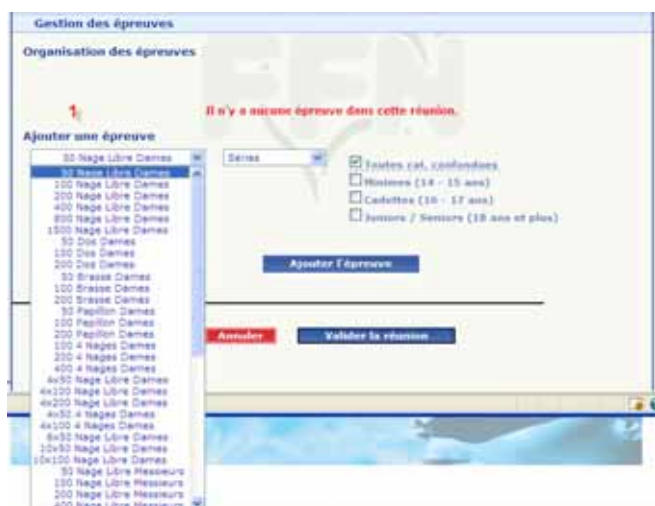 Gestion des épreuves
Organisation des épreuves
FFN
1
Il n'y a aucune épreuve dans cette réunion.
Ajouter une épreuve
50 Nage Libre Dames
Séries
Toutes cat. confondues
Minimes (14 - 15 ans)
Cadettes (16 - 17 ans)
Juniors / Seniors (18 ans et plus)
50 Nage Libre Dames
100 Nage Libre Dames
200 Nage Libre Dames
400 Nage Libre Dames
800 Nage Libre Dames
1500 Nage Libre Dames
50 Dos Dames
100 Dos Dames
200 Dos Dames
50 Brasse Dames
100 Brasse Dames
200 Brasse Dames
50 Papillon Dames
100 Papillon Dames
200 Papillon Dames
100 4 Nages Dames
200 4 Nages Dames
400 4 Nages Dames
4x50 Nage Libre Dames
4x100 Nage Libre Dames
4x200 Nage Libre Dames
4x50 4 Nages Dames
4x100 4 Nages Dames
6x50 Nage Libre Dames
10x50 Nage Libre Dames
10x100 Nage Libre Dames
50 Nage Libre Messieurs
100 Nage Libre Messieurs
200 Nage Libre Messieurs
400 Nage Libre Messieurs
Ajouter l'épreuve
Annuler
Valider la réunion